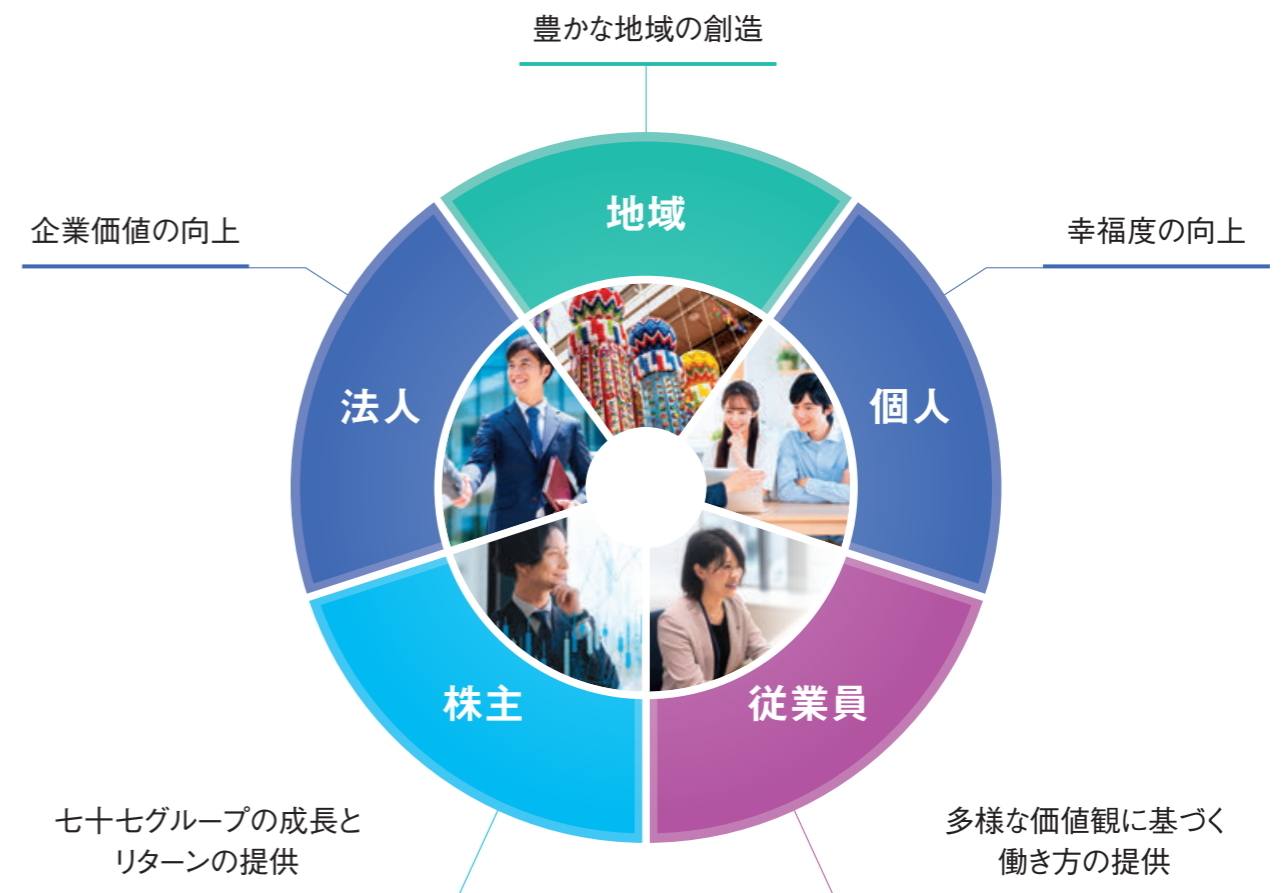 豊かな地域の創造
地域
企業価値の向上
幸福度の向上
法人
個人
株主
従業員
七十七グループの成長と
リターンの提供
多様な価値観に基づく
働き方の提供